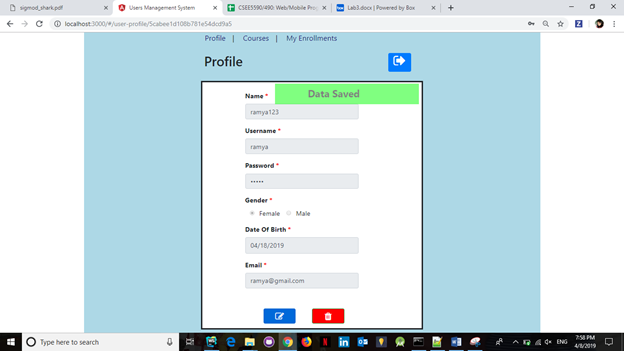 sigmod_shark.pdf
Users Management System
CSEE5590/490: Web/Mobile Prog
Lab3.docx | Powered by Box
localhost:3000/#/user-profile/5cabee1d108b781e54dcd9a5
Profile | Courses | My Enrollments
Profile
Data Saved
Name *
ramya123
Username *
ramya
Password *
•••••
Gender *
Female Male
Date Of Birth *
04/18/2019
Email *
ramya@gmail.com
Type here to search
ENG
7:58 PM
4/8/2019